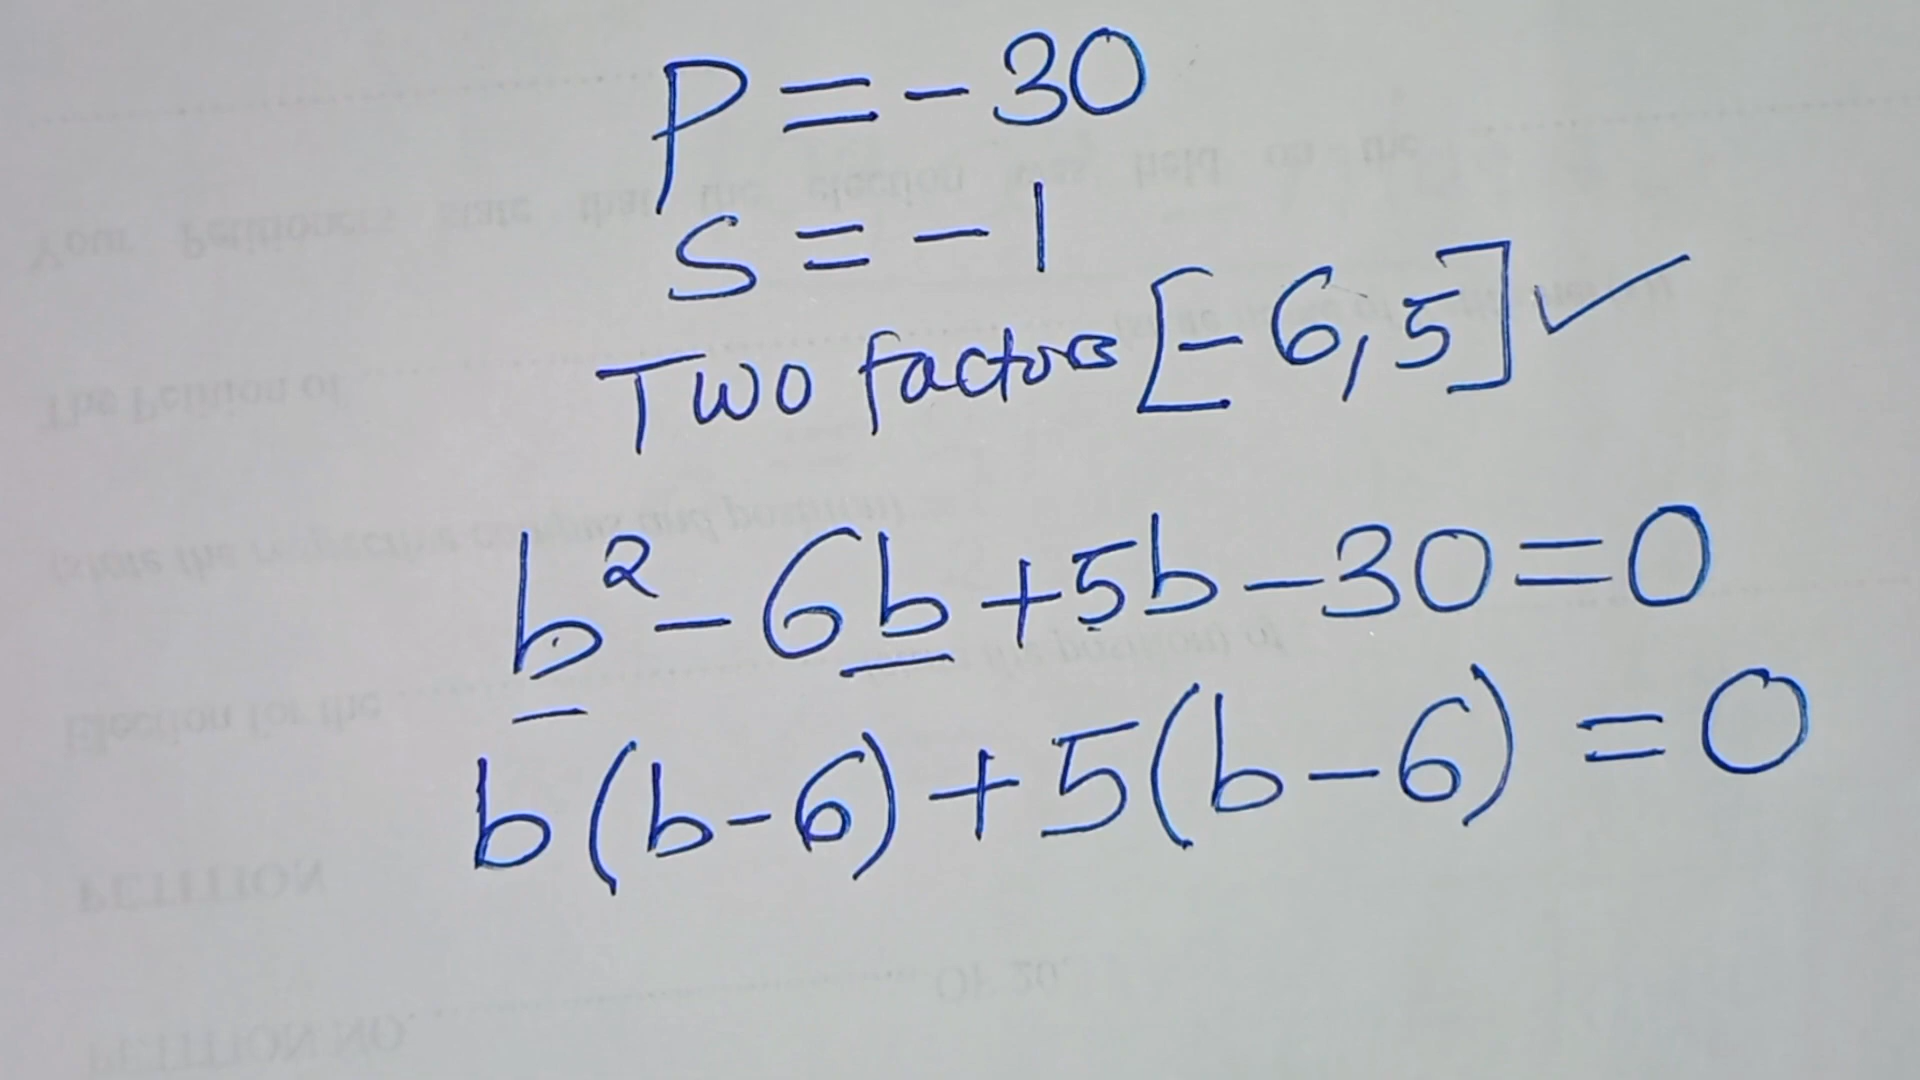 P = - 30
S = - 1
Two factors [- 6, 5] ✓
b² - 6b + 5b - 30 = 0
b(b - 6) + 5(b - 6) = 0